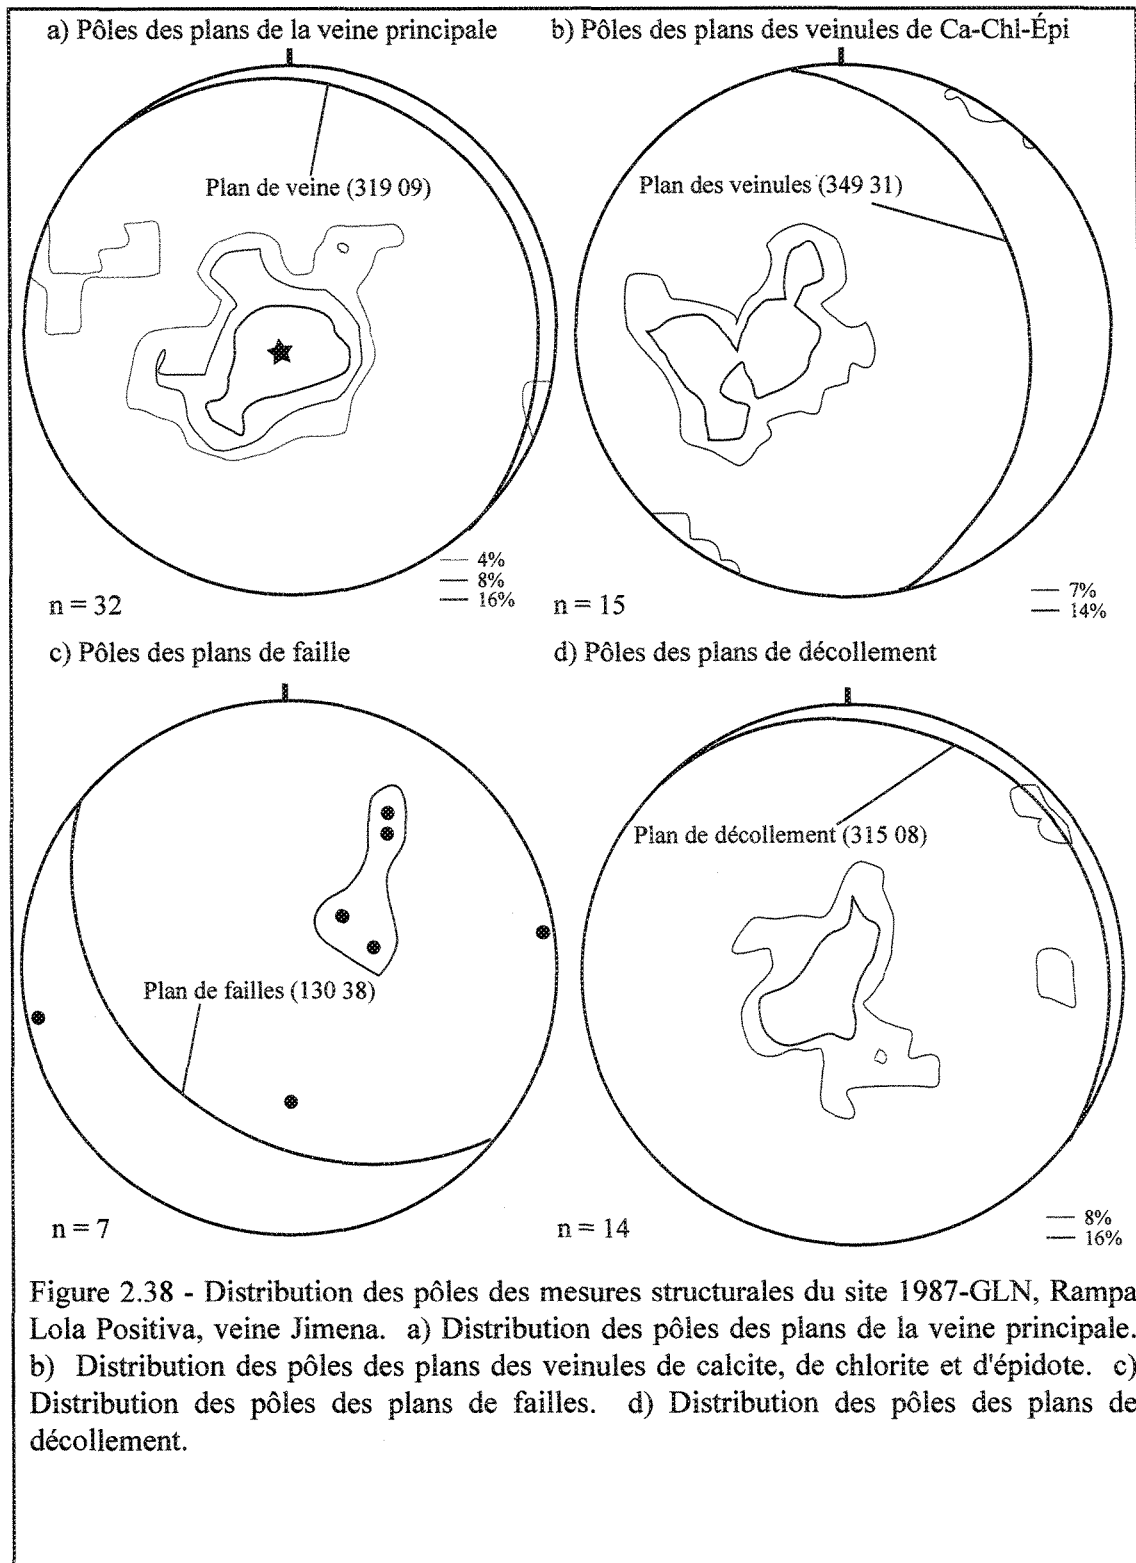 a) Pôles des plans de la veine principale
b) Pôles des plans des veinules de Ca-Chl-Épi
Plan de veine (319 09)
Plan des veinules (349 31)
4%
8%
16%
n = 32
7%
14%
n = 15
c) Pôles des plans de faille
d) Pôles des plans de décollement
Plan de failles (130 38)
Plan de décollement (315 08)
n = 7
n = 14
8%
16%
Figure 2.38 - Distribution des pôles des mesures structurales du site 1987-GLN, Rampa
Lola Positiva, veine Jimena. a) Distribution des pôles des plans de la veine principale.
b) Distribution des pôles des plans des veinules de calcite, de chlorite et d'épidote. c)
Distribution des pôles des plans de failles. d) Distribution des pôles des plans de
décollement.